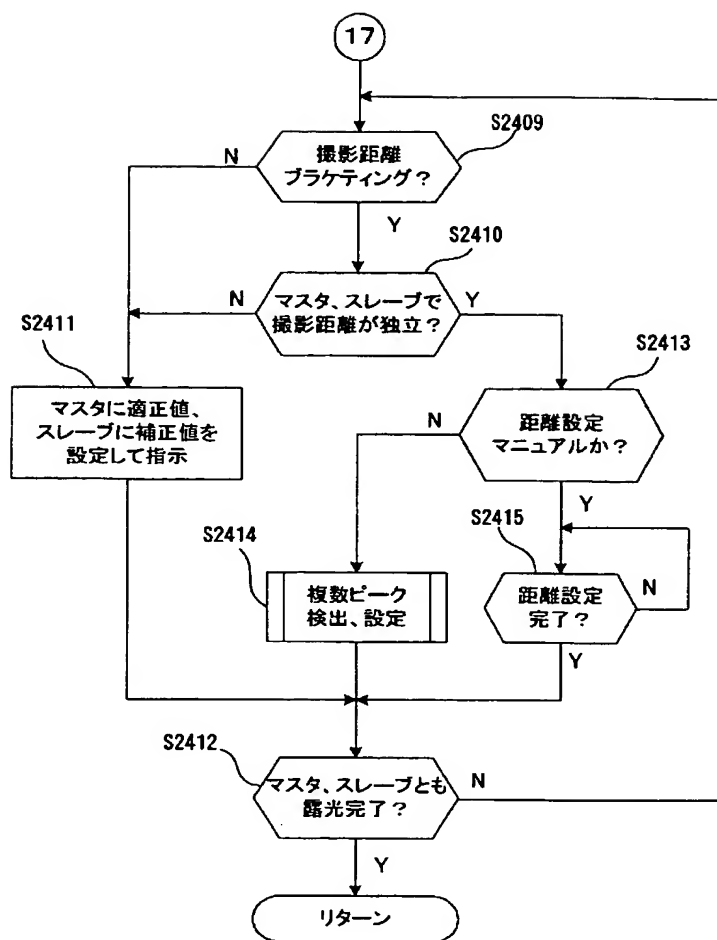 17
S2409
撮影距離
ブラケティング？
N
Y
S2410
マスタ、スレーブで
撮影距離が独立？
N
Y
S2411
マスタに適正値、
スレーブに補正値を
設定して指示
S2413
距離設定
マニュアルか？
N
Y
S2414
複数ピーク
検出、設定
S2415
距離設定
完了？
N
Y
S2412
マスタ、スレーブとも
露光完了？
N
Y
リターン